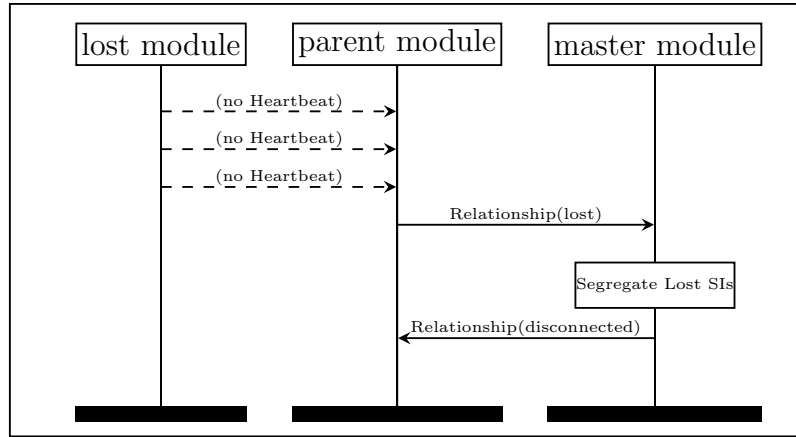 lost module
parent module
master module
(no Heartbeat)
(no Heartbeat)
(no Heartbeat)
Relationship(lost)
Segregate Lost SIs
Relationship(disconnected)